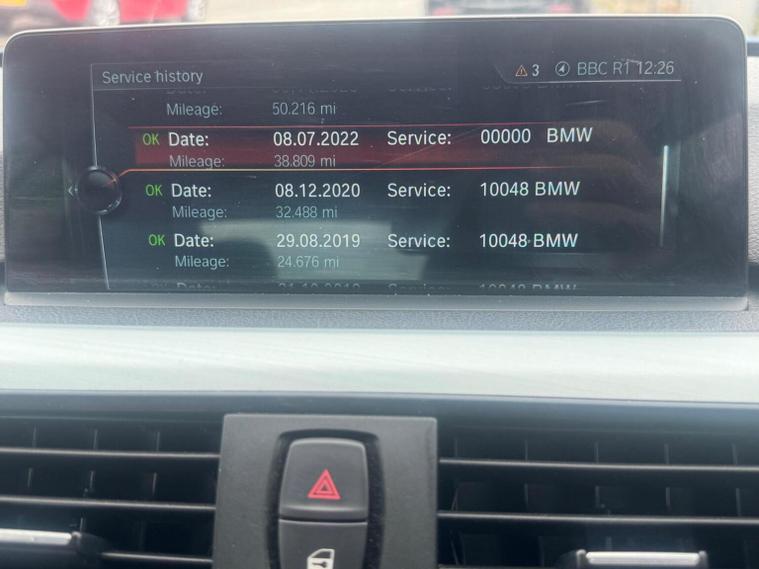 Service history 3 BBC R1 12:26
Mileage: 50.216 mi
OK Date: 08.07.2022 Service: 00000 BMW
Mileage: 38.809 mi
OK Date: 08.12.2020 Service: 10048 BMW
Mileage: 32.488 mi
OK Date: 29.08.2019 Service: 10048 BMW
Mileage: 24.676 mi